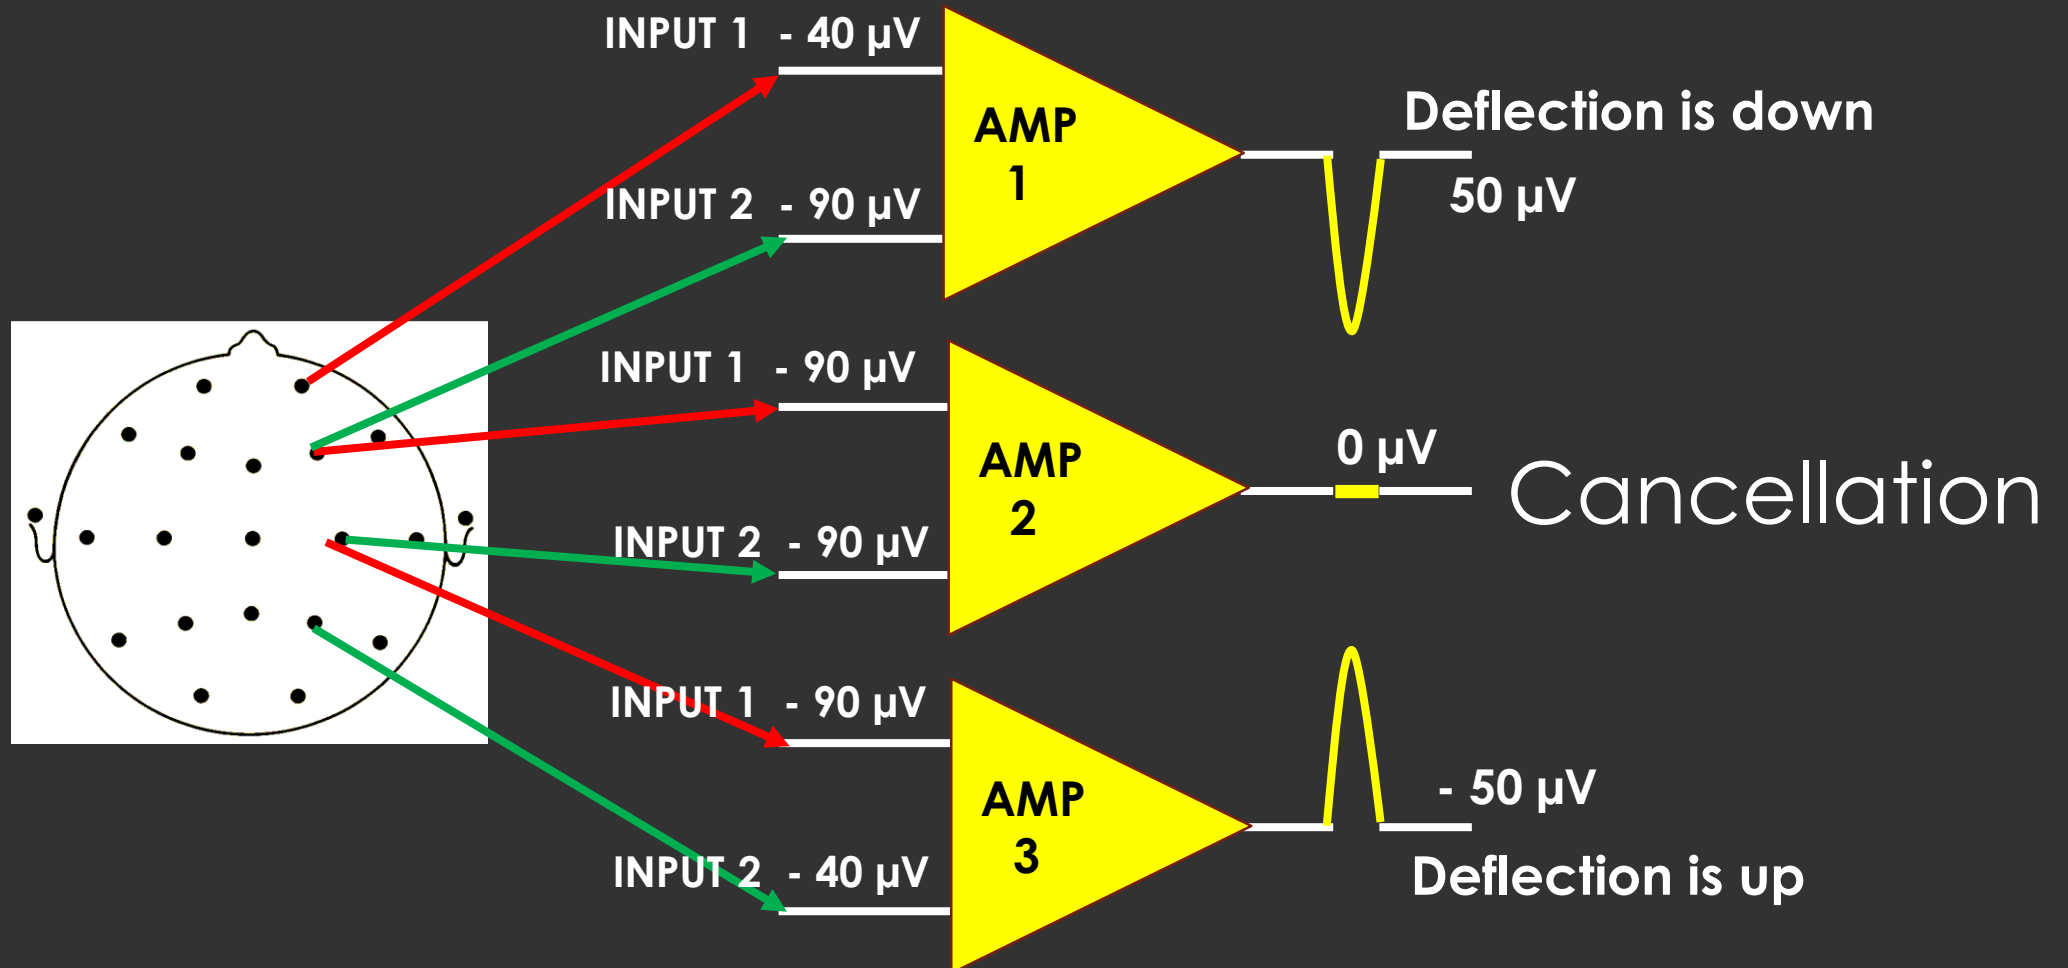 INPUT 1 - 40 µV
AMP
1
INPUT 2 - 90 µV
Deflection is down
50 µV
INPUT 1 - 90 µV
AMP
2
INPUT 2 - 90 µV
0 µV
Cancellation
INPUT 1 - 90 µV
AMP
3
INPUT 2 - 40 µV
- 50 µV
Deflection is up